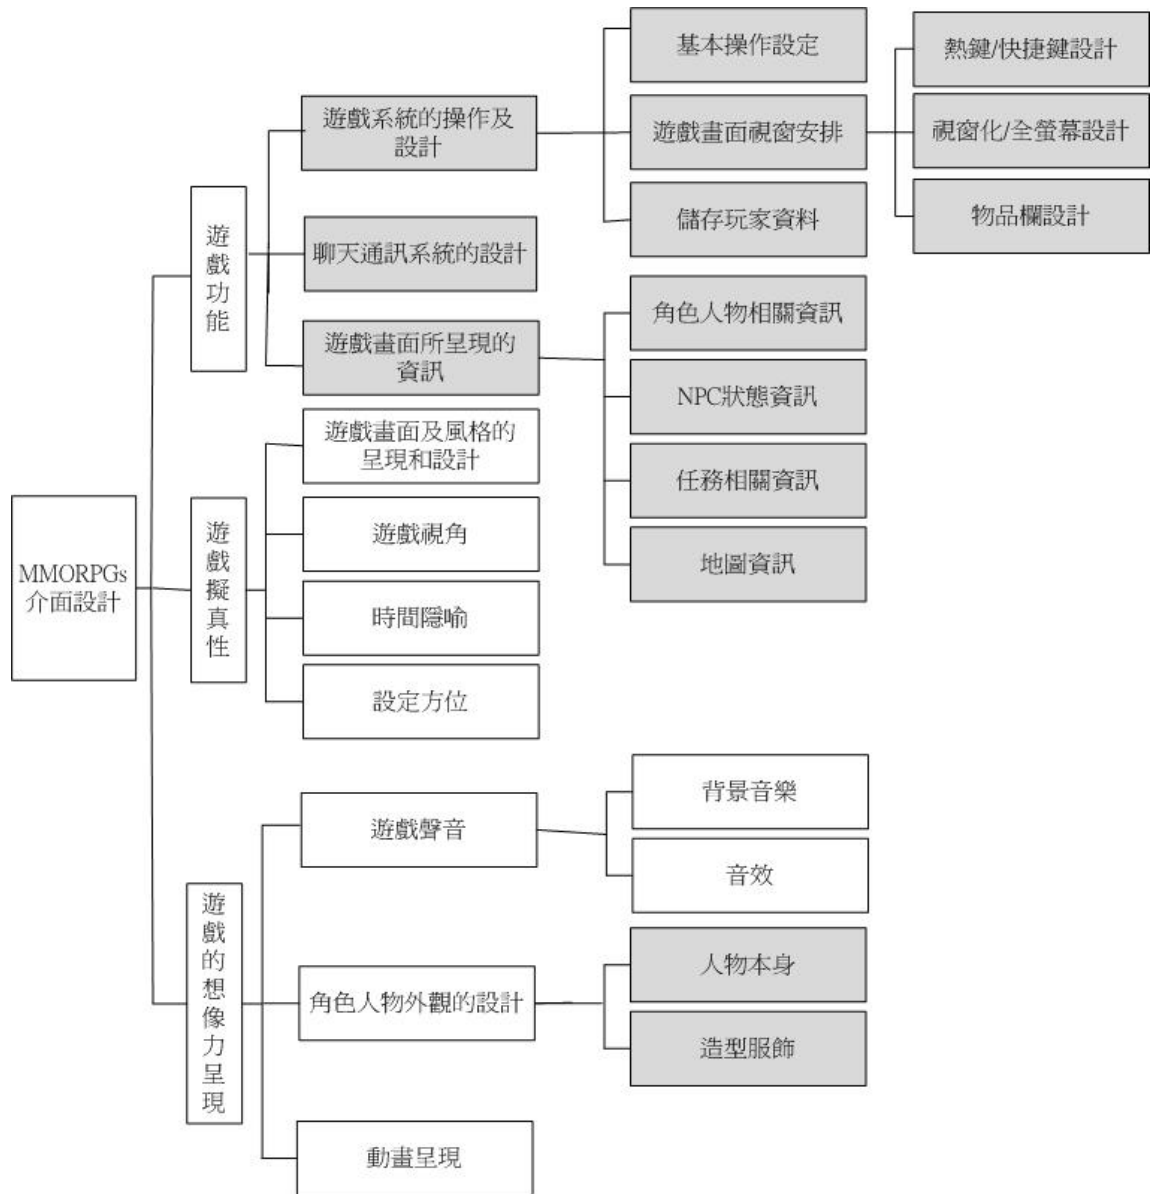 MMORPGs
介面設計
遊戲功能
遊戲系統的操作及
設計
基本操作設定
遊戲畫面視窗安排
熱鍵/快捷鍵設計
視窗化/全螢幕設計
物品欄設計
儲存玩家資料
聊天通訊系統的設計
遊戲畫面所呈現的
資訊
角色人物相關資訊
NPC狀態資訊
任務相關資訊
地圖資訊
遊戲擬真性
遊戲畫面及風格的
呈現和設計
遊戲視角
時間隱喻
設定方位
遊戲的想像力呈現
遊戲聲音
背景音樂
音效
角色人物外觀的設計
人物本身
造型服飾
動畫呈現